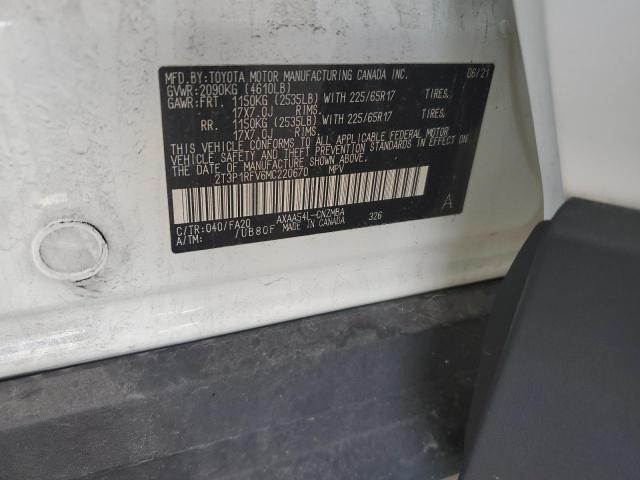 MFD.BY:TOYOTA MOTOR MANUFACTURING CANADA INC. 06/21
GVWR:2090KG (4610LB)
GAWR:FRT. 1150KG (2535LB) WITH 225/65R17 TIRES,
17X7.0J RIMS.
RR. 1150KG (2535LB) WITH 225/65R17 TIRES,
17X7.0J RIMS.
THIS VEHICLE CONFORMS TO ALL APPLICABLE FEDERAL MOTOR
VEHICLE SAFETY AND THEFT PREVENTION STANDARDS IN EFFECT
ON THE DATE OF MANUFACTURE SHOWN ABOVE.
2T3P1RFV6MC220670 MPV
A
C/TR:040/FA20 AXAA54L-CNZMBA 326
A/TM: /UB80F MADE IN CANADA